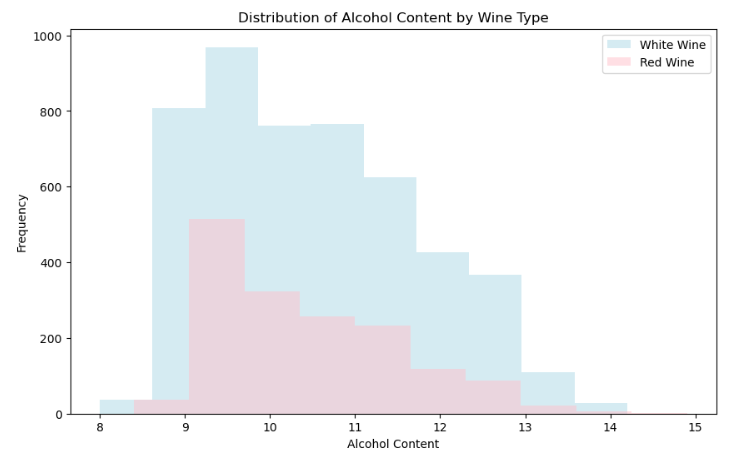 Distribution of Alcohol Content by Wine Type
White Wine
Red Wine
1000
800
600
400
200
0
Frequency
8 9 10 11 12 13 14 15
Alcohol Content